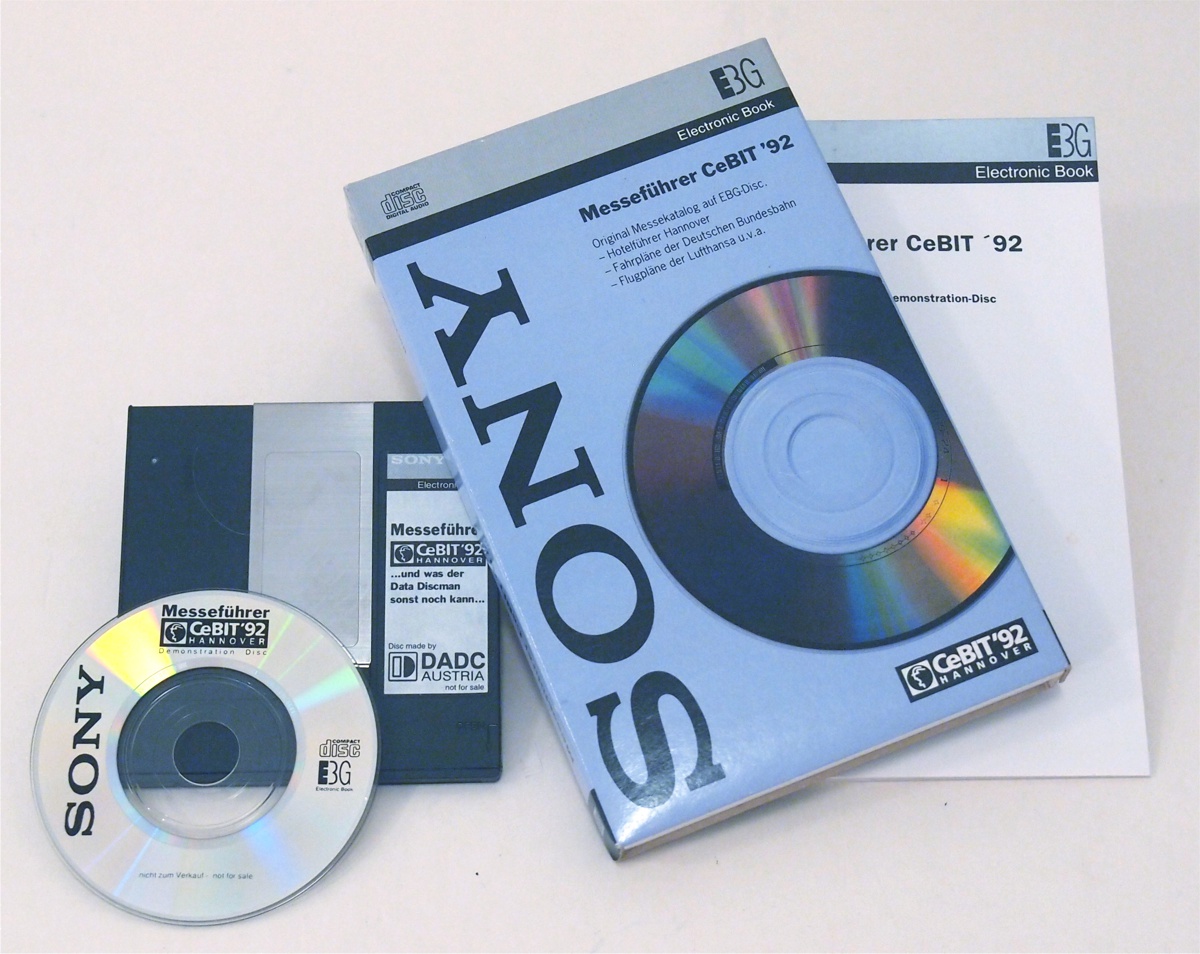 EBG
Electronic Book
COMPACT
disc
DIGITAL AUDIO
Messeführer CeBIT '92
Original Messekatalog auf EBG-Disc.
– Hotelführer Hannover
– Fahrpläne der Deutschen Bundesbahn
– Flugpläne der Lufthansa u.v.a.
SONY
CeBIT'92
HANNOVER
EBG
Electronic Book
rer CeBIT ´92
emonstration-Disc
SONY
Electroni
Messeführe
CeBIT'92
HANNOVER
...und was der
Data Discman
sonst noch kann...
Disc made by
DADC
AUSTRIA
not for sale
Messeführer
CeBIT'92
HANNOVER
Demonstration Disc
SONY
COMPACT
disc
EBG
Electronic Book
nicht zum Verkauf - not for sale